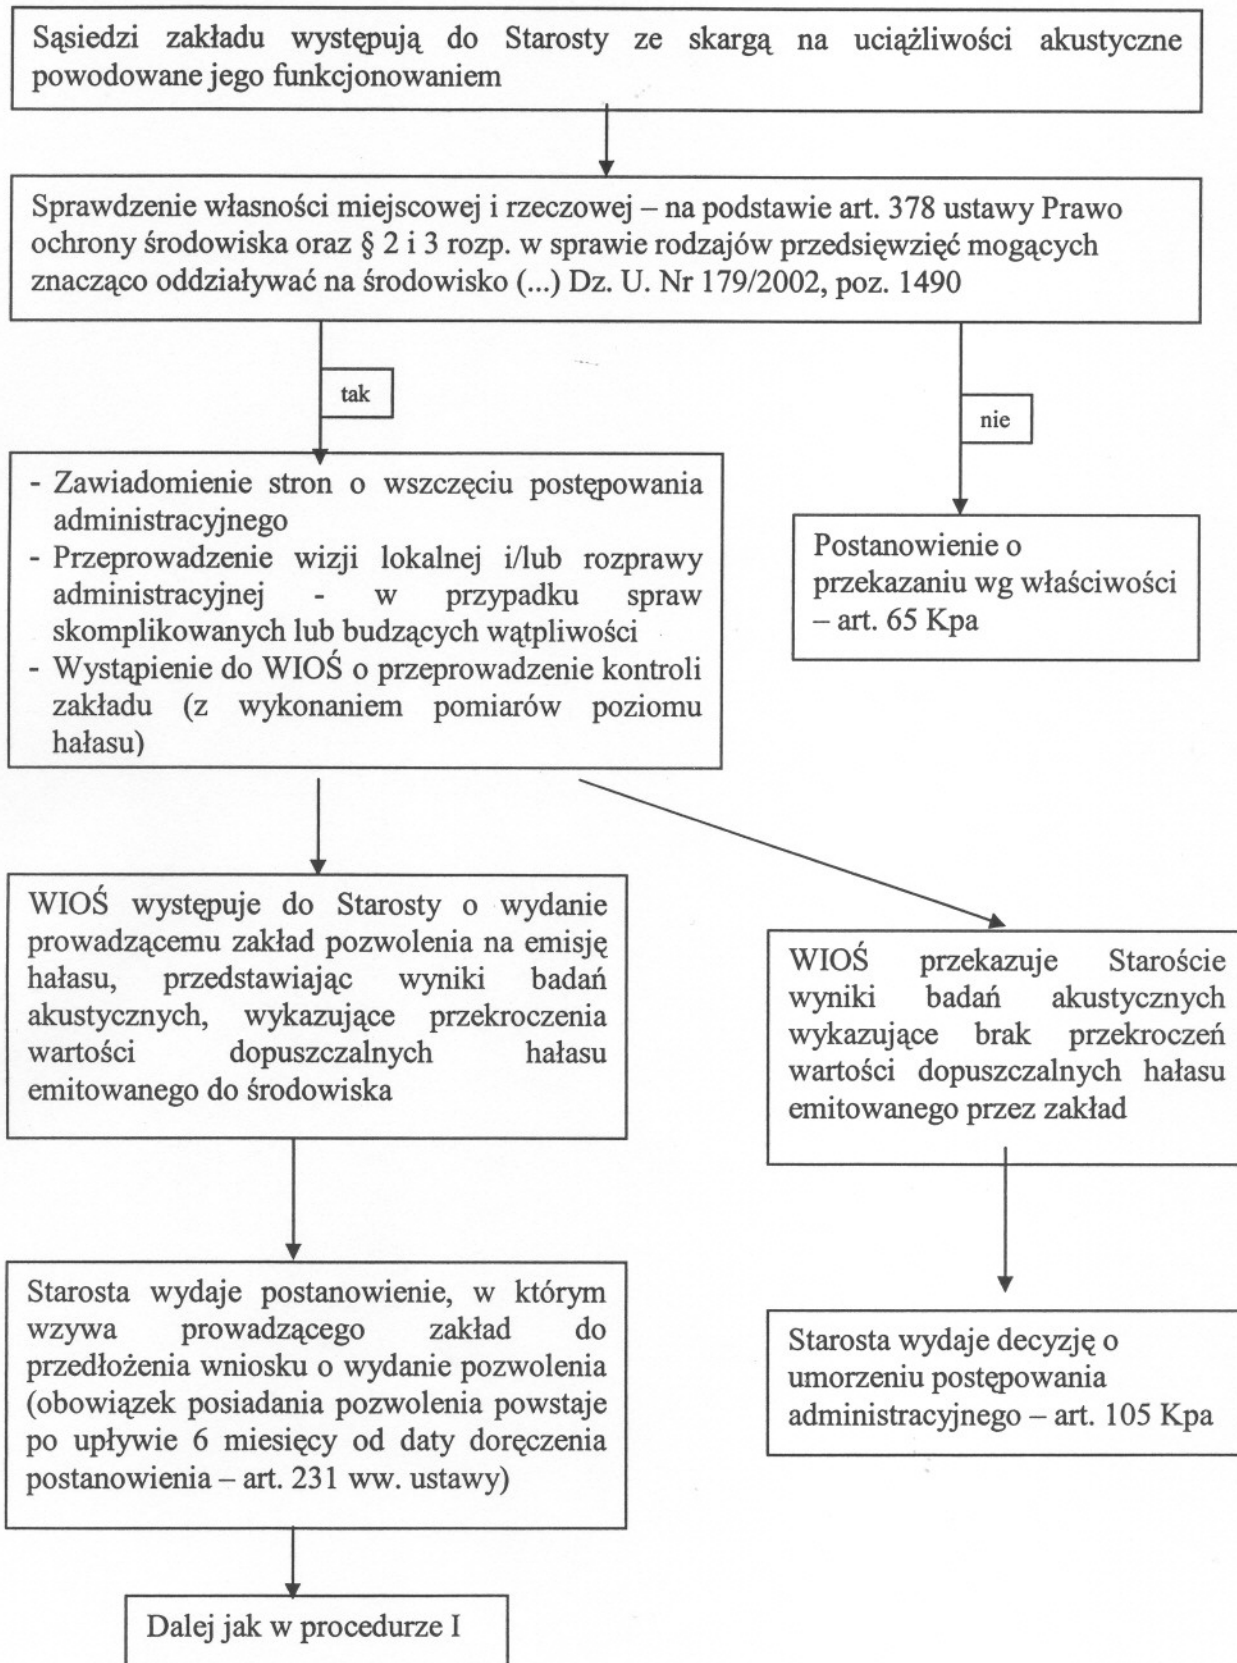 Sąsiedzi zakładu występują do Starosty ze skargą na uciążliwości akustyczne
powodowane jego funkcjonowaniem
Sprawdzenie własności miejscowej i rzeczowej – na podstawie art. 378 ustawy Prawo
ochrony środowiska oraz § 2 i 3 rozp. w sprawie rodzajów przedsięwzięć mogących
znacząco oddziaływać na środowisko (...) Dz. U. Nr 179/2002, poz. 1490
tak
nie
- Zawiadomienie stron o wszczęciu postępowania
administracyjnego
- Przeprowadzenie wizji lokalnej i/lub rozprawy
administracyjnej - w przypadku spraw
skomplikowanych lub budzących wątpliwości
- Wystąpienie do WIOŚ o przeprowadzenie kontroli
zakładu (z wykonaniem pomiarów poziomu
hałasu)
Postanowienie o
przekazaniu wg właściwości
– art. 65 Kpa
WIOŚ występuje do Starosty o wydanie
prowadzącemu zakład pozwolenia na emisję
hałasu, przedstawiając wyniki badań
akustycznych, wykazujące przekroczenia
wartości dopuszczalnych hałasu
emitowanego do środowiska
WIOŚ przekazuje Staroście
wyniki badań akustycznych
wykazujące brak przekroczeń
wartości dopuszczalnych hałasu
emitowanego przez zakład
Starosta wydaje postanowienie, w którym
wzywa prowadzącego zakład do
przedłożenia wniosku o wydanie pozwolenia
(obowiązek posiadania pozwolenia powstaje
po upływie 6 miesięcy od daty doręczenia
postanowienia – art. 231 ww. ustawy)
Starosta wydaje decyzję o
umorzeniu postępowania
administracyjnego – art. 105 Kpa
Dalej jak w procedurze I